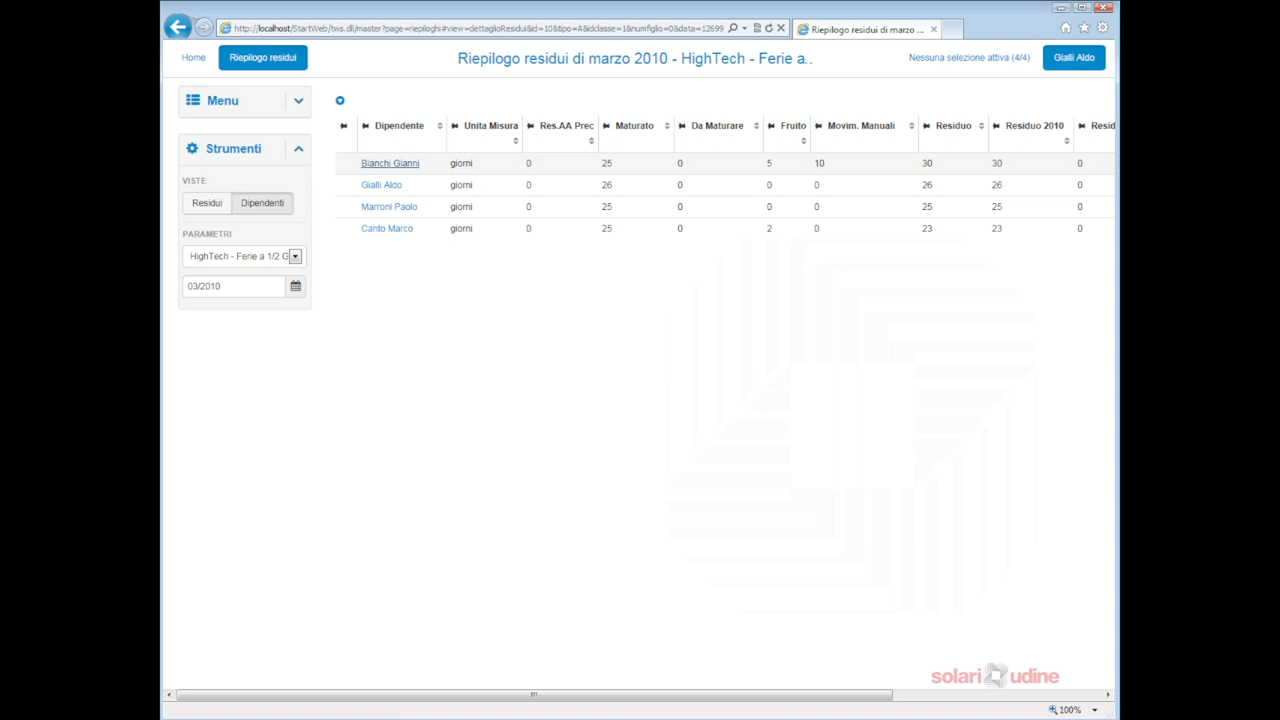 http://localhost/StartWeb/tws.dl/master?page=riepiloghi#view=dettaglioResidui&id=10&tipo=A&idclasse=1&numfiglio=0&data=12699
Riepilogo residui di marzo ...
Home
Riepilogo residui
Riepilogo residui di marzo 2010 - HighTech - Ferie a..
Nessuna selezione attiva (4/4)
Gialli Aldo
Menu
Strumenti
VISTE
Residui Dipendenti
PARAMETRI
HighTech - Ferie a 1/2 G
03/2010
Dipendente Unita Misura Res.AA Prec Maturato Da Maturare Fruito Movim. Manuali Residuo Residuo 2010 Resid
Bianchi Gianni giorni 0 25 0 5 10 30 30 0
Gialli Aldo giorni 0 26 0 0 0 26 26 0
Marroni Paolo giorni 0 25 0 0 0 25 25 0
Canto Marco giorni 0 25 0 2 0 23 23 0
solari udine
100%